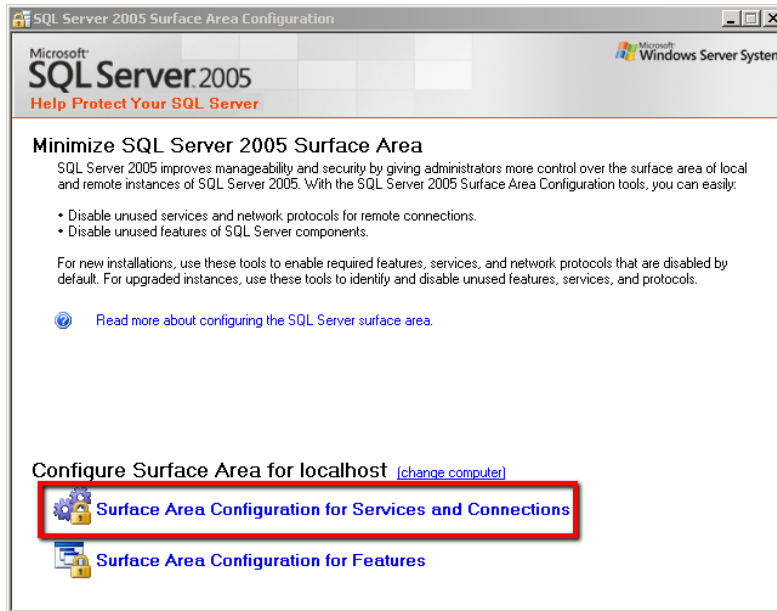 SQL Server 2005 Surface Area Configuration
Microsoft
SQL Server 2005
Help Protect Your SQL Server
Microsoft
Windows Server System
Minimize SQL Server 2005 Surface Area
SQL Server 2005 improves manageability and security by giving administrators more control over the surface area of local
and remote instances of SQL Server 2005. With the SQL Server 2005 Surface Area Configuration tools, you can easily:
• Disable unused services and network protocols for remote connections.
• Disable unused features of SQL Server components.
For new installations, use these tools to enable required features, services, and network protocols that are disabled by
default. For upgraded instances, use these tools to identify and disable unused features, services, and protocols.
Read more about configuring the SQL Server surface area.
Configure Surface Area for localhost (change computer)
Surface Area Configuration for Services and Connections
Surface Area Configuration for Features